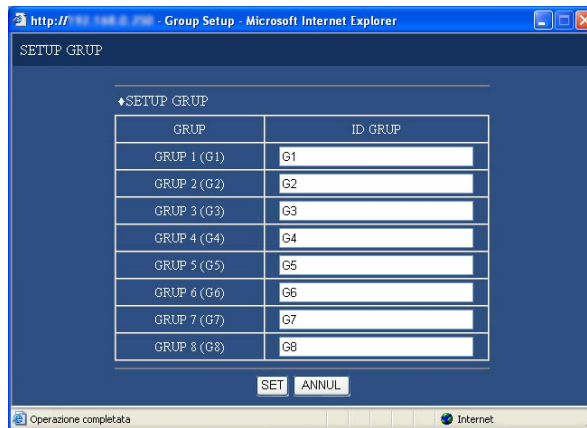 http:// - Group Setup - Microsoft Internet Explorer
SETUP GRUP
♦SETUP GRUP
GRUP ID GRUP
GRUP 1 (G1) G1
GRUP 2 (G2) G2
GRUP 3 (G3) G3
GRUP 4 (G4) G4
GRUP 5 (G5) G5
GRUP 6 (G6) G6
GRUP 7 (G7) G7
GRUP 8 (G8) G8
SET ANNUL
Operazione completata Internet